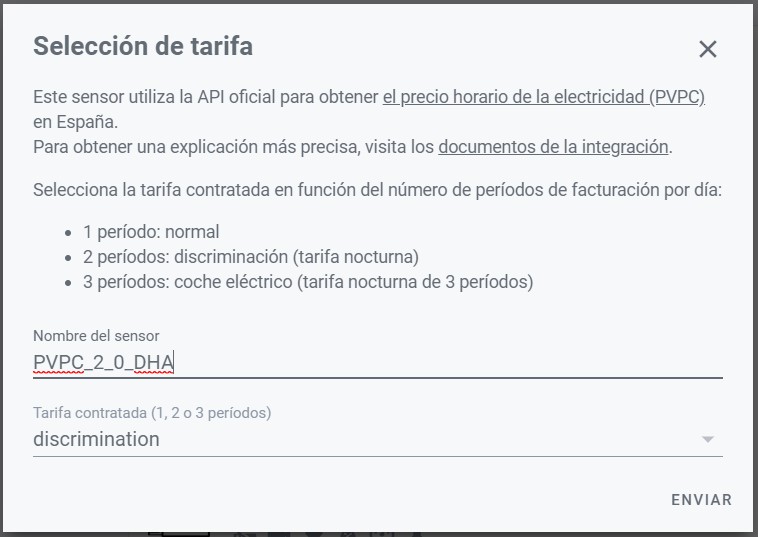 Selección de tarifa
Este sensor utiliza la API oficial para obtener el precio horario de la electricidad (PVPC)
en España.
Para obtener una explicación más precisa, visita los documentos de la integración.
Selecciona la tarifa contratada en función del número de períodos de facturación por día:
1 período: normal
2 períodos: discriminación (tarifa nocturna)
3 períodos: coche eléctrico (tarifa nocturna de 3 períodos)
Nombre del sensor
PVPC_2_0_DHA
Tarifa contratada (1, 2 o 3 períodos)
discrimination
ENVIAR